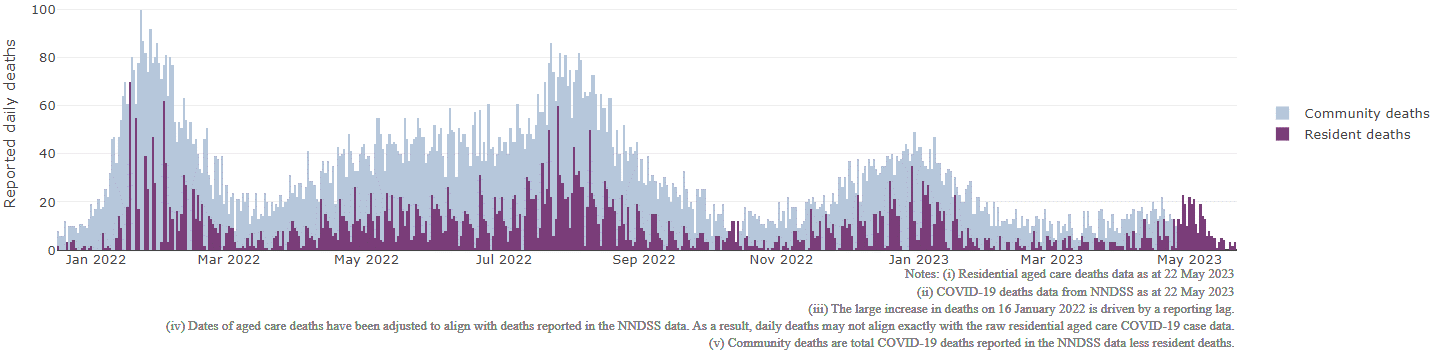 Reported daily deaths
100
80
60
40
20
0
Jan 2022
Mar 2022
May 2022
Jul 2022
Sep 2022
Nov 2022
Jan 2023
Mar 2023
May 2023
Community deaths
Resident deaths
Notes: (i) Residential aged care deaths data as at 22 May 2023
(ii) COVID-19 deaths data from NNDSS as at 22 May 2023
(iii) The large increase in deaths on 16 January 2022 is driven by a reporting lag.
(iv) Dates of aged care deaths have been adjusted to align with deaths reported in the NNDSS data. As a result, daily deaths may not align exactly with the raw residential aged care COVID-19 case data.
(v) Community deaths are total COVID-19 deaths reported in the NNDSS data less resident deaths.